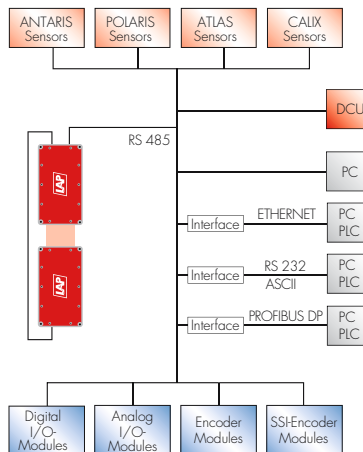 ANTARIS
Sensors
POLARIS
Sensors
ATLAS
Sensors
CALIX
Sensors
DCU
RS 485
PC
LAP
Interface
ETHERNET
PC
PLC
LAP
Interface
RS 232
ASCII
PC
PLC
Interface
PROFIBUS DP
PC
PLC
Digital
I/O-
Modules
Analog
I/O-
Modules
Encoder
Modules
SSI-Encoder
Modules